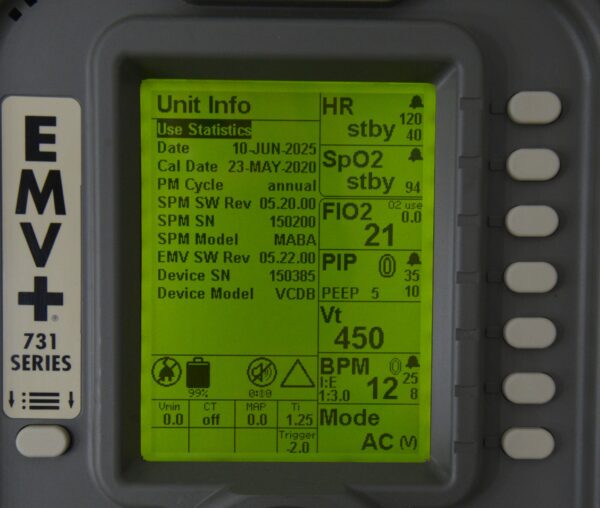 EMV+®
731
SERIES
Unit Info
Use Statistics
Date 10-JUN-2025
Cal Date 23-MAY-2020
PM Cycle annual
SPM SW Rev 05.20.00
SPM SN 150200
SPM Model MABA
EMV SW Rev 05.22.00
Device SN 150385
Device Model VCDB
99%
0:10
Vmin CT MAP Ti
0.0 off 0.0 1.25
Trigger
-2.0
HR 120
stby 40
SpO2
stby 94
FIO2 O2 use
0.0
21
PIP 0 35
PEEP 5 10
Vt
450
BPM 0 25
I:E
1:3.0 12 8
Mode
AC (V)